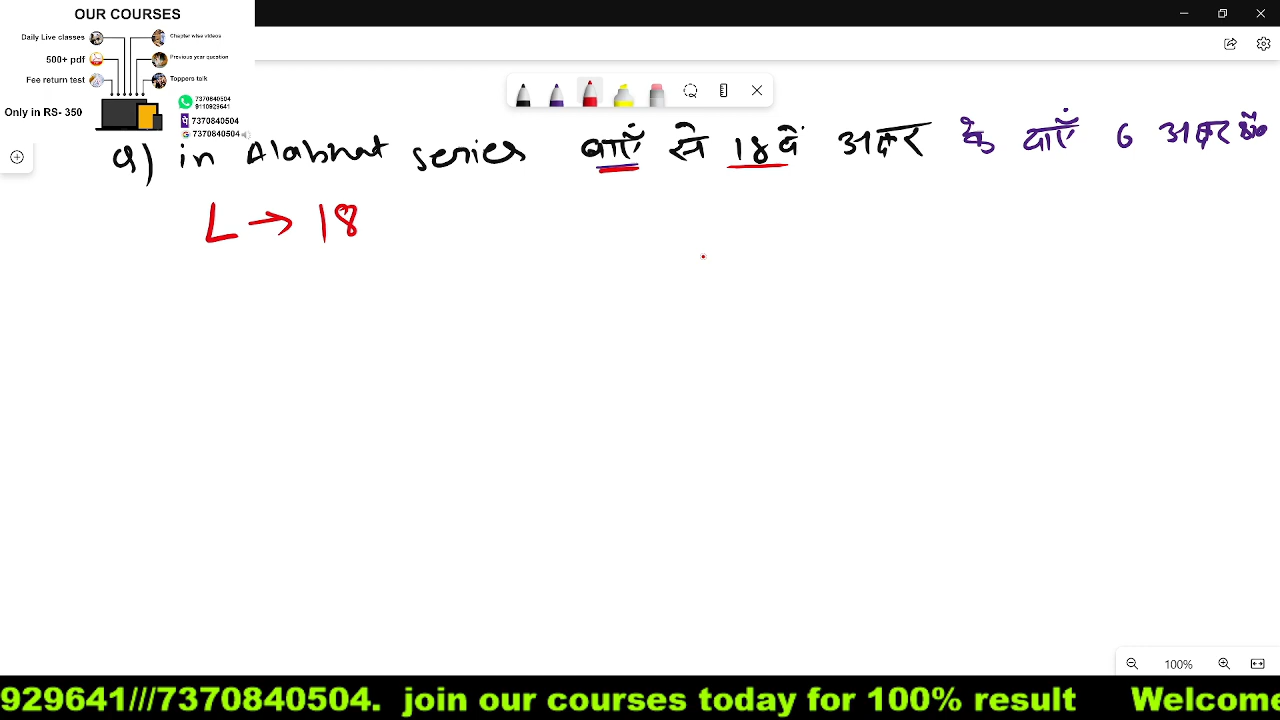 OUR COURSES
Daily Live classes
Chapter wise videos
500+ pdf
Previous year question
Fee return test
Toppers talk
Only in RS- 350
7370840504
9110929641
7370840504
7370840504
a) in Alabhat series बाएँ से 18वें अक्षर के बाएँ 6 अक्षर
L → 18
100%
929641///7370840504. join our courses today for 100% result Welcome